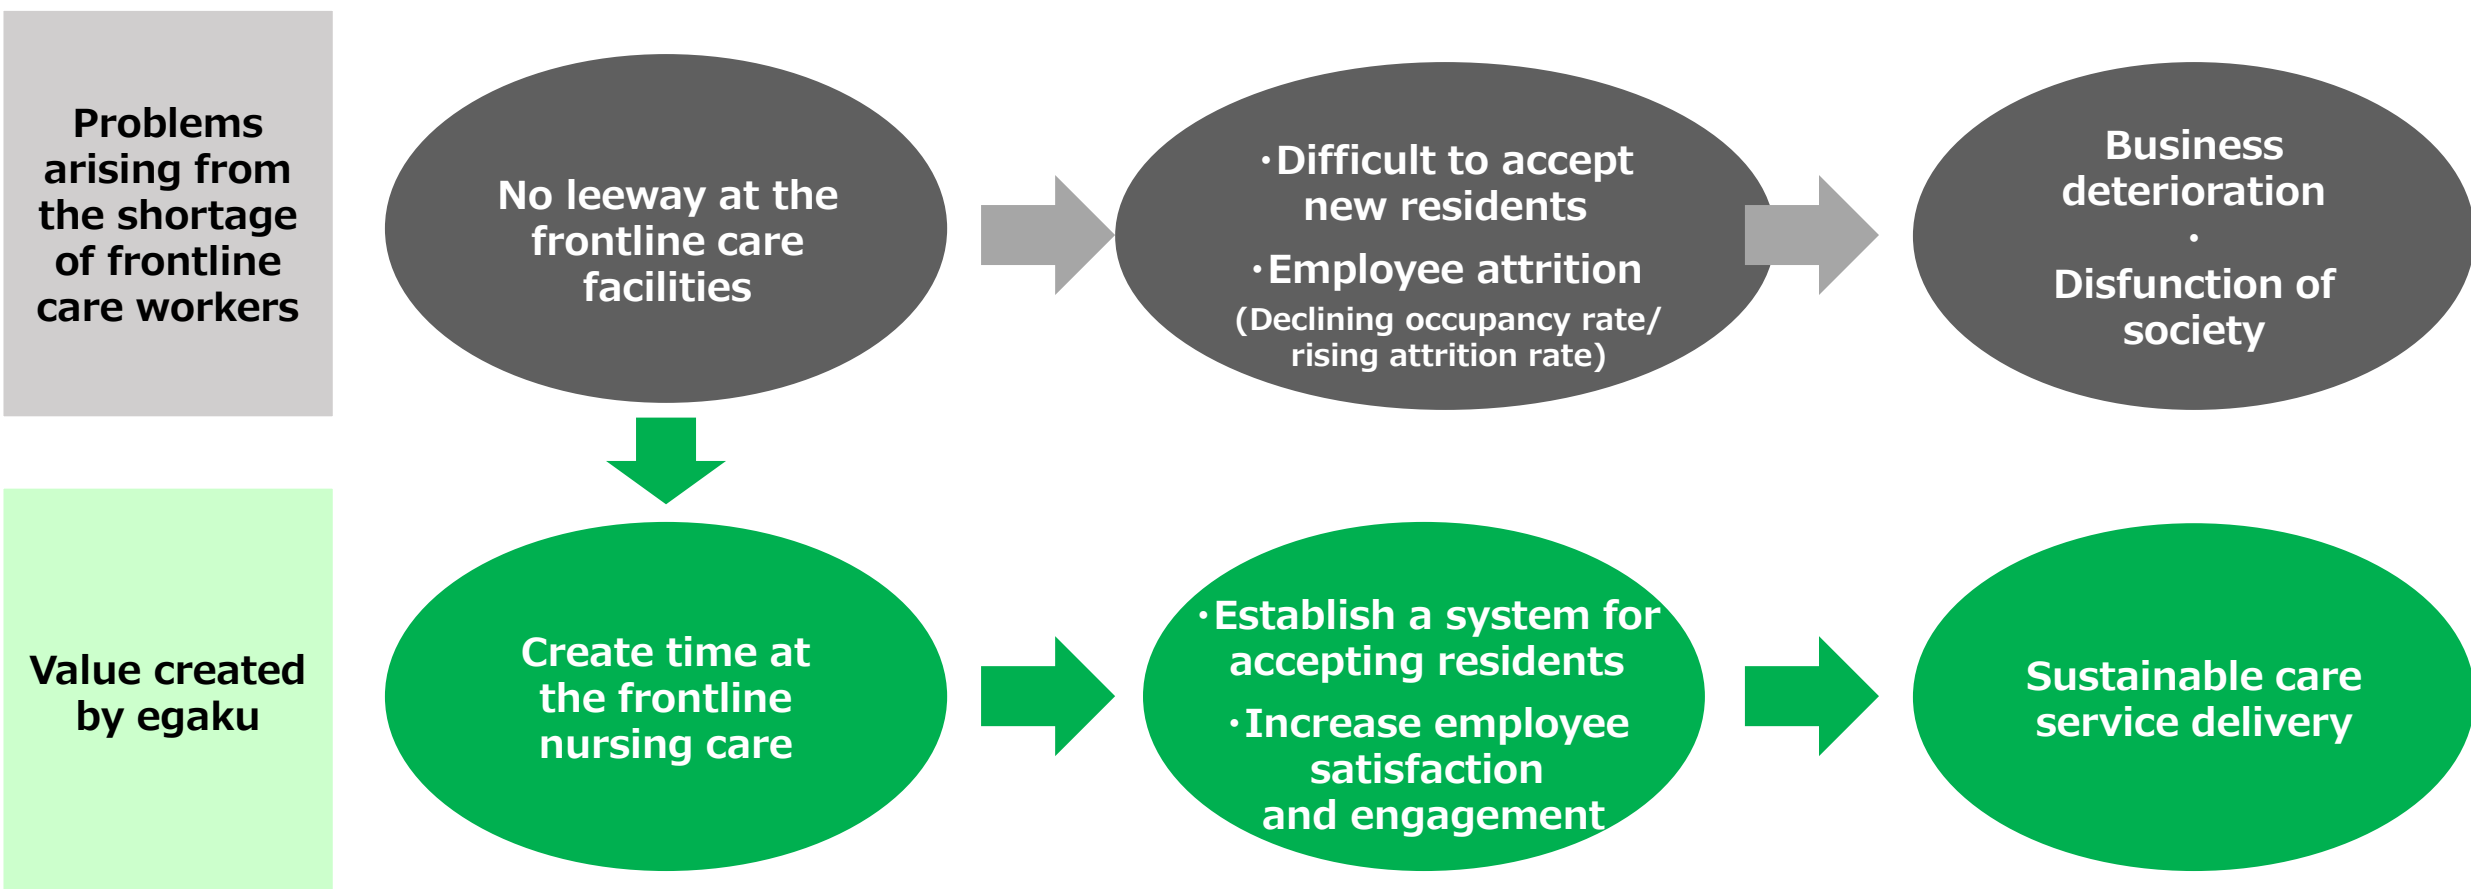 Problems
arising from
the shortage
of frontline
care workers
No leeway at the
frontline care
facilities
・Difficult to accept
new residents
・Employee attrition
(Declining occupancy rate/
rising attrition rate)
Business
deterioration
・
Disfunction of
society
Value created
by egaku
Create time at
the frontline
nursing care
・Establish a system for
accepting residents
・Increase employee
satisfaction
and engagement
Sustainable care
service delivery